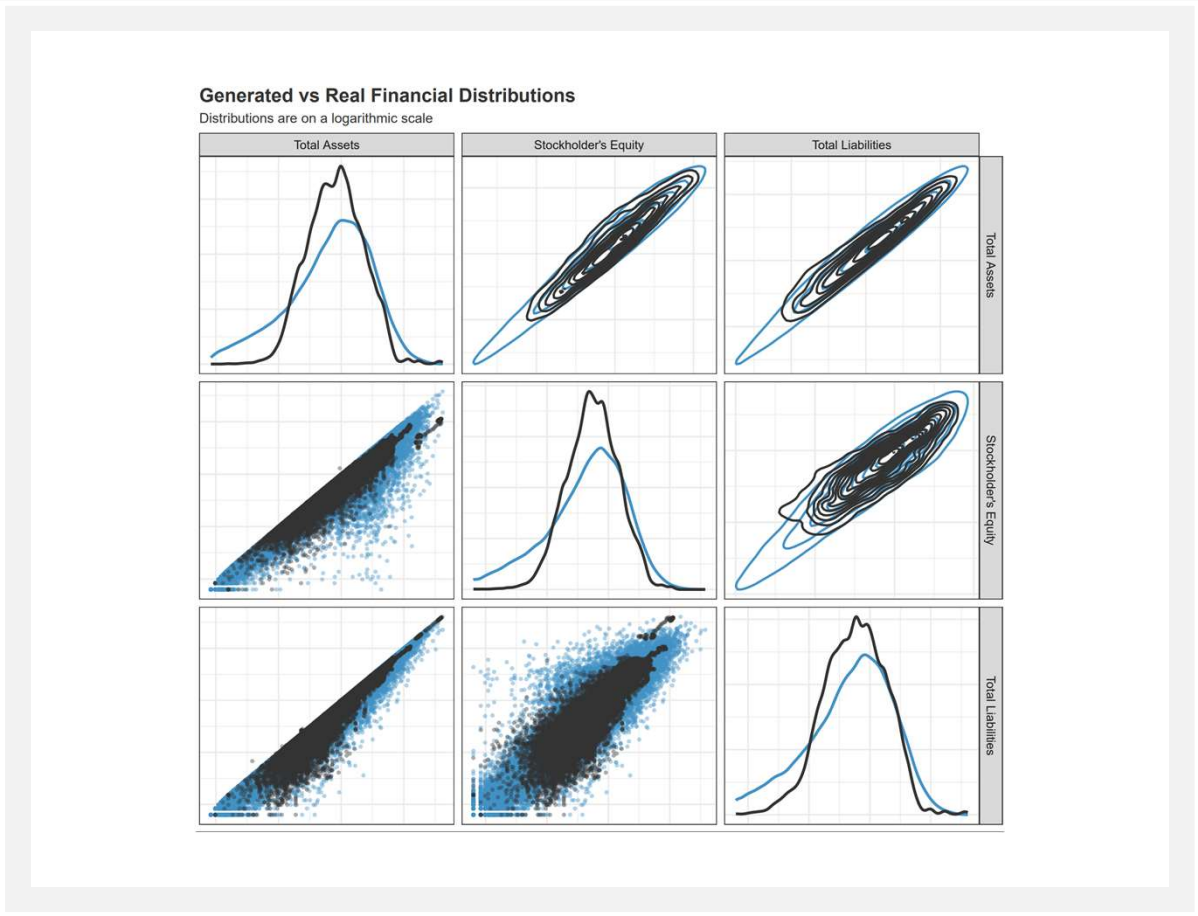 Generated vs Real Financial Distributions
Distributions are on a logarithmic scale
Total Assets
Stockholder's Equity
Total Liabilities
Total Assets
Stockholder's Equity
Total Liabilities